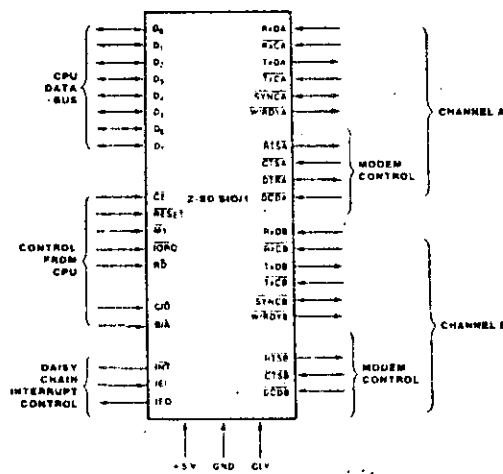 CPU
DATA
BUS
D0
D1
D2
D3
D4
D5
D6
D7
CONTROL
FROM
CPU
CE
RESET
M1
IORQ
RD
C/D
B/A
DAISY
CHAIN
INTERRUPT
CONTROL
INT
IEI
IEO
Z-80 SIO/1
RxDA
RxCA
TxDA
TxCA
SYNCA
W/RDYA
RTSA
CTSA
DTRA
DCDA
MODEM
CONTROL
CHANNEL A
RxDB
RxCB
TxDB
TxCB
SYNCB
W/RDYB
RTSB
CTSB
DCDB
MODEM
CONTROL
CHANNEL B
+5V
GND
CLK